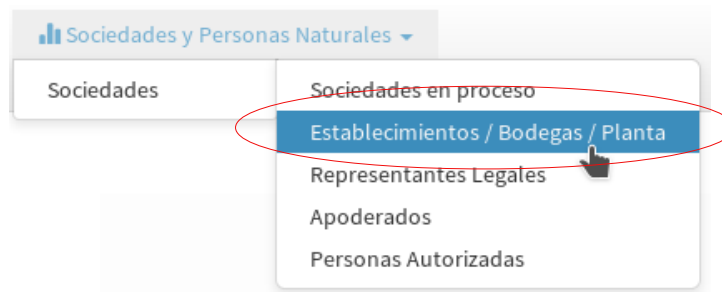 Sociedades y Personas Naturales
Sociedades
Sociedades en proceso
Establecimientos / Bodegas / Planta
Representantes Legales
Apoderados
Personas Autorizadas